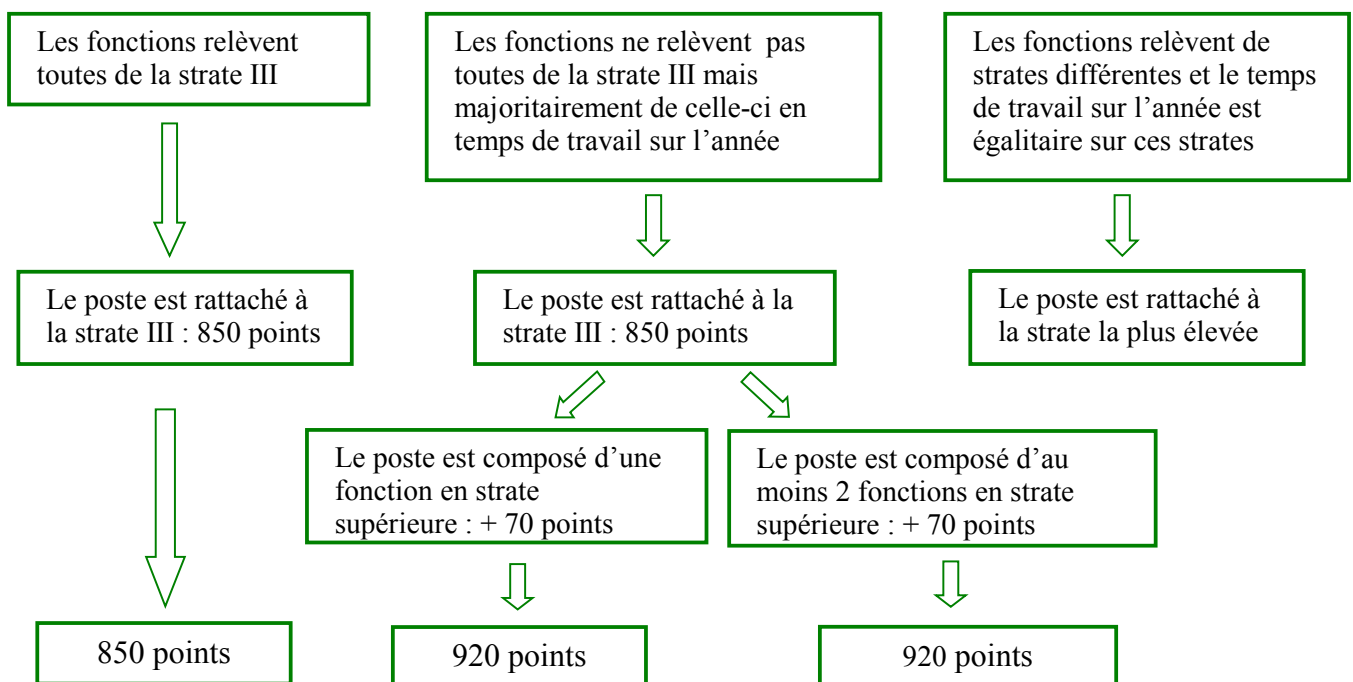 Les fonctions relèvent
toutes de la strate III
Les fonctions ne relèvent pas
toutes de la strate III mais
majoritairement de celle-ci en
temps de travail sur l’année
Les fonctions relèvent de
strates différentes et le temps
de travail sur l’année est
égalitaire sur ces strates
Le poste est rattaché à
la strate III : 850 points
Le poste est rattaché à la
strate III : 850 points
Le poste est rattaché à
la strate la plus élevée
Le poste est composé d’une
fonction en strate
supérieure : + 70 points
Le poste est composé d’au
moins 2 fonctions en strate
supérieure : + 70 points
850 points
920 points
920 points